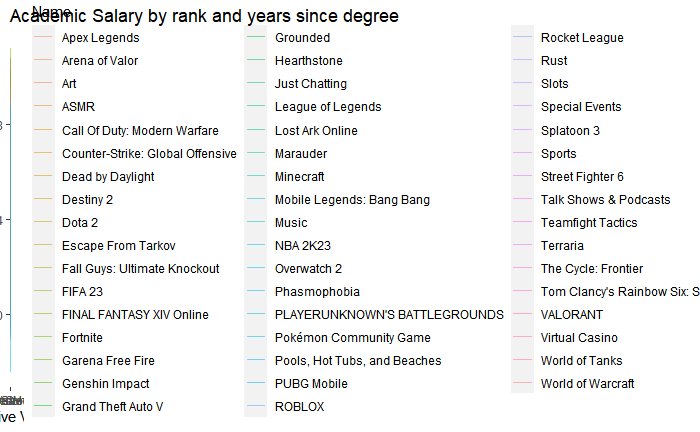 Name
Academic Salary by rank and years since degree
Apex Legends
Arena of Valor
Art
ASMR
Call Of Duty: Modern Warfare
Counter-Strike: Global Offensive
Dead by Daylight
Destiny 2
Dota 2
Escape From Tarkov
Fall Guys: Ultimate Knockout
FIFA 23
FINAL FANTASY XIV Online
Fortnite
Garena Free Fire
Genshin Impact
Grand Theft Auto V
Grounded
Hearthstone
Just Chatting
League of Legends
Lost Ark Online
Marauder
Minecraft
Mobile Legends: Bang Bang
Music
NBA 2K23
Overwatch 2
Phasmophobia
PLAYERUNKNOWN'S BATTLEGROUNDS
Pokémon Community Game
Pools, Hot Tubs, and Beaches
PUBG Mobile
ROBLOX
Rocket League
Rust
Slots
Special Events
Splatoon 3
Sports
Street Fighter 6
Talk Shows & Podcasts
Teamfight Tactics
Terraria
The Cycle: Frontier
Tom Clancy's Rainbow Six: S
VALORANT
Virtual Casino
World of Tanks
World of Warcraft